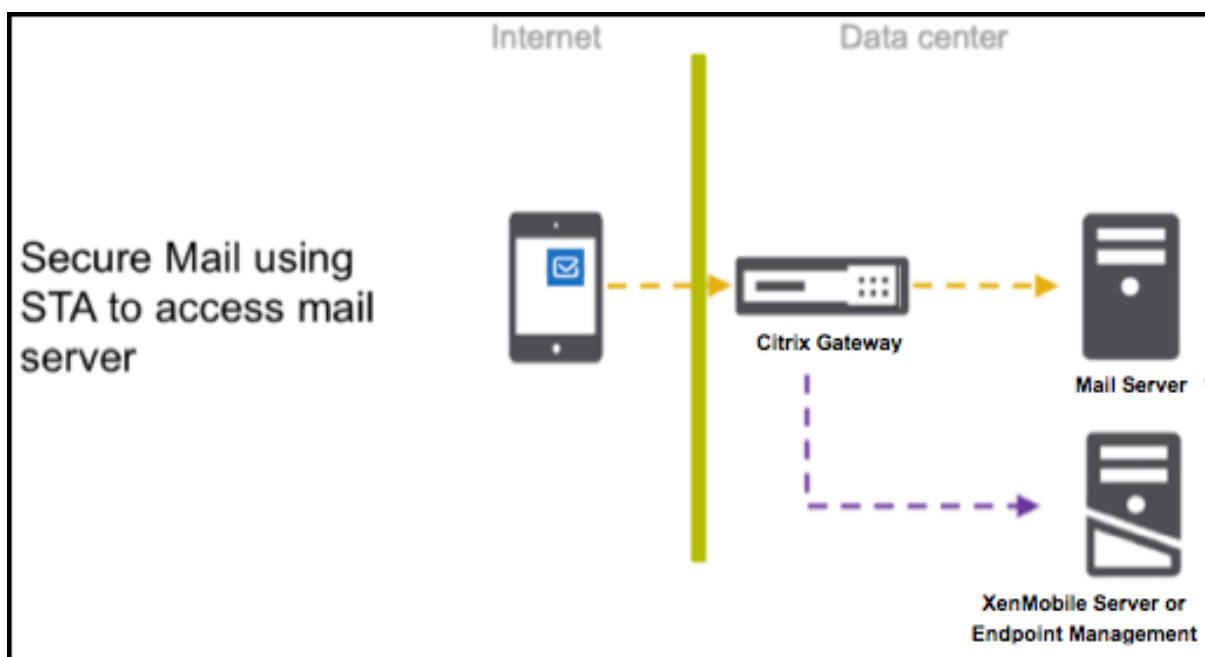 Internet
Data center
Secure Mail using
STA to access mail
server
Citrix Gateway
Mail Server
XenMobile Server or
Endpoint Management